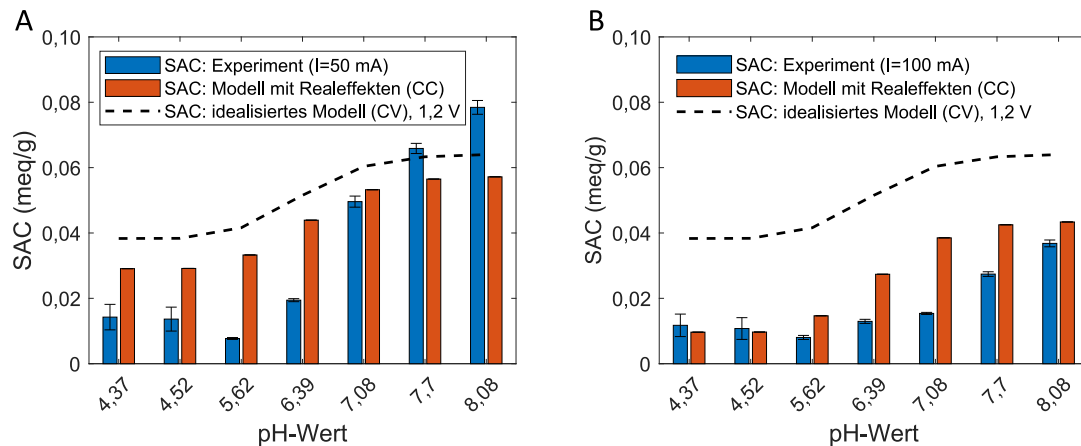 A
SAC (meq/g)
0,10
0,08
0,06
0,04
0,02
0
SAC: Experiment (I=50 mA)
SAC: Modell mit Realeffekten (CC)
SAC: idealisiertes Modell (CV), 1,2 V
4,37
4,52
5,62
6,39
7,08
7,7
8,08
pH-Wert
B
SAC (meq/g)
0,10
0,08
0,06
0,04
0,02
0
SAC: Experiment (I=100 mA)
SAC: Modell mit Realeffekten (CC)
SAC: idealisiertes Modell (CV), 1,2 V
4,37
4,52
5,62
6,39
7,08
7,7
8,08
pH-Wert